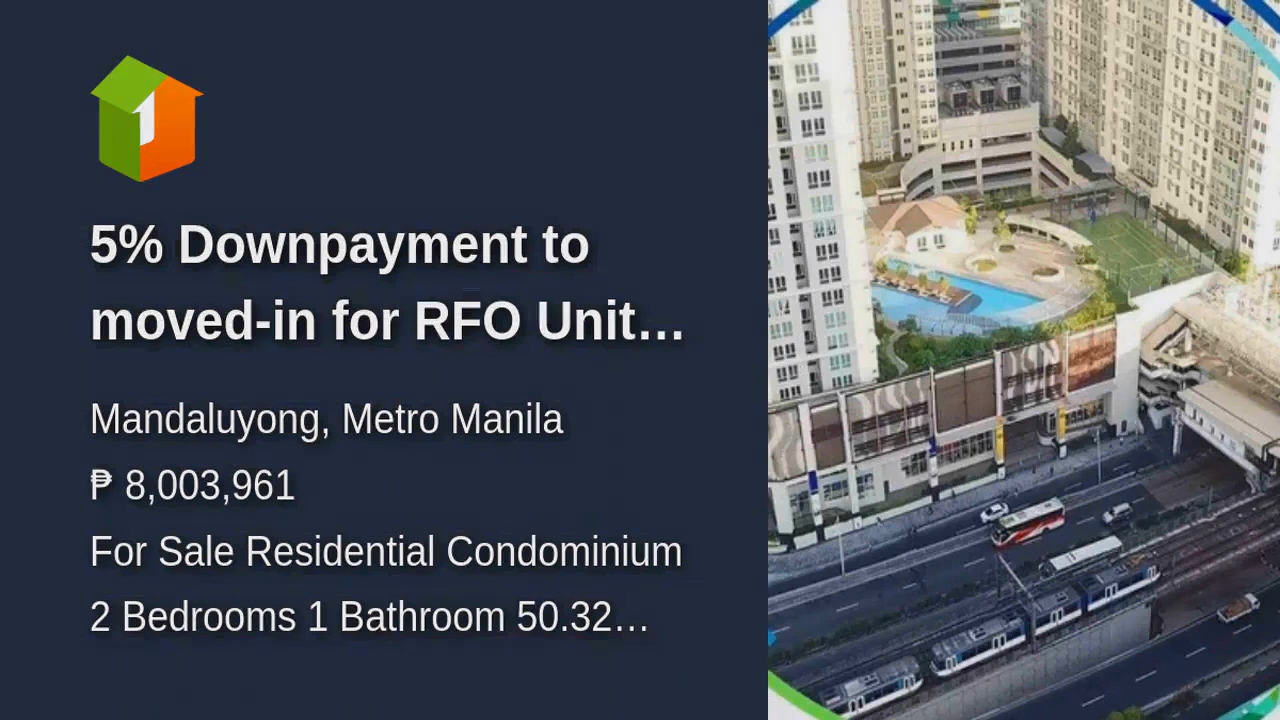 5% Downpayment to
moved-in for RFO Unit…
Mandaluyong, Metro Manila
₱ 8,003,961
For Sale Residential Condominium
2 Bedrooms 1 Bathroom 50.32…